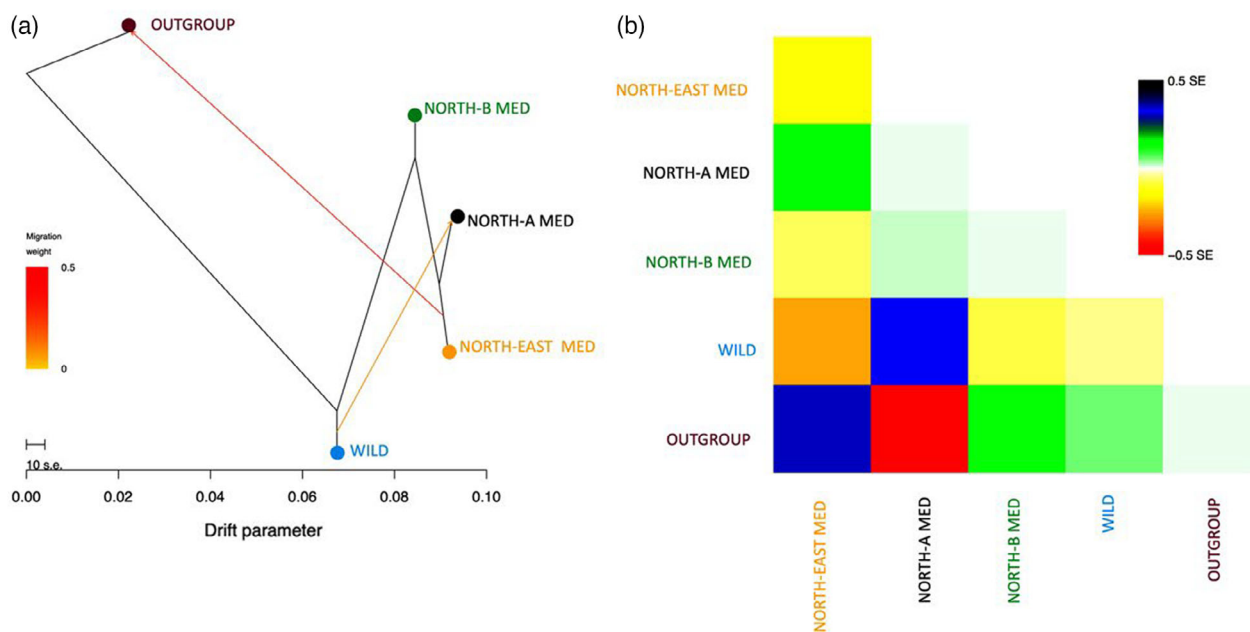 (a)
OUTGROUP
NORTH-B MED
NORTH-A MED
Migration
weight
0.5
0
NORTH-EAST MED
WILD
10 s.e.
0.00 0.02 0.04 0.06 0.08 0.10
Drift parameter
(b)
NORTH-EAST MED
NORTH-A MED
NORTH-B MED
WILD
OUTGROUP
0.5 SE
−0.5 SE
NORTH-EAST MED
NORTH-A MED
NORTH-B MED
WILD
OUTGROUP